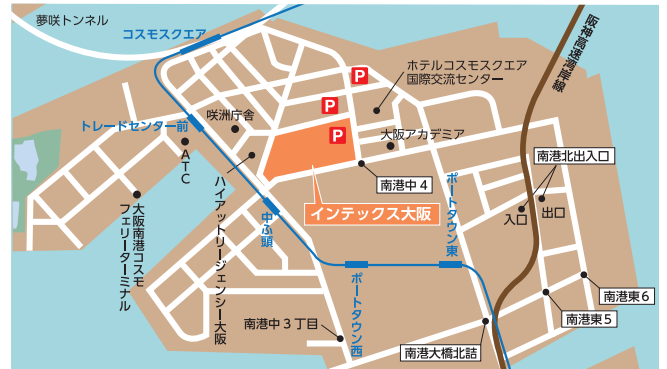 夢咲トンネル
コスモスクエア
阪神高速湾岸線
P
ホテルコスモスクエア
国際交流センター
P
咲洲庁舎
トレードセンター前
P
大阪アカデミア
ATC
南港北出入口
南港中4
ハイアットリージェンシー大阪
ポートタウン東
大阪南港コスモ
フェリーターミナル
インテックス大阪
入口
出口
中ふ頭
ポートタウン西
南港東6
南港中3丁目
南港東5
南港大橋北詰